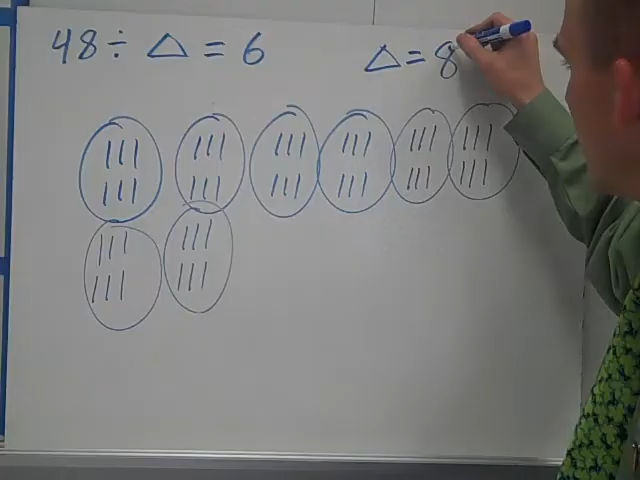 48 ÷ △ = 6
△ = 8